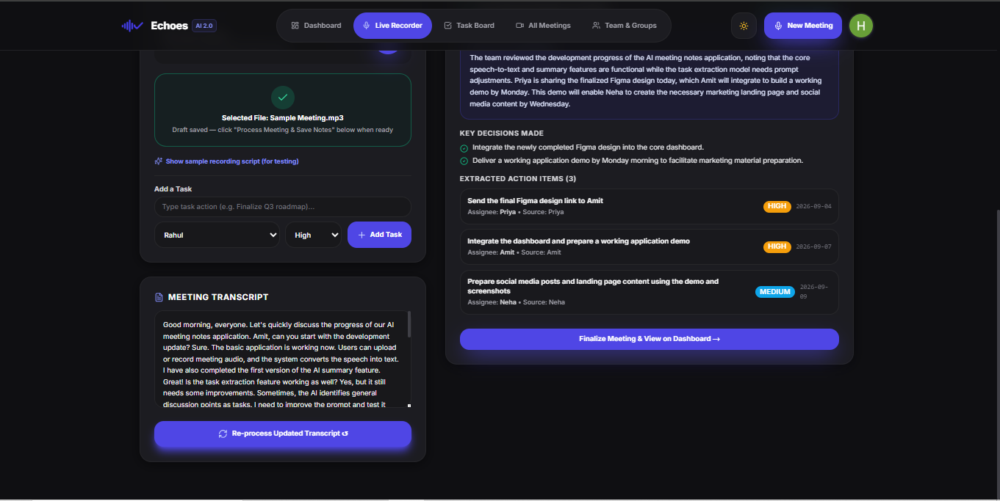 Echoes AI 2.0
Dashboard
Live Recorder
Task Board
All Meetings
Team & Groups
New Meeting
H
Selected File: Sample Meeting.mp3
Draft saved — click "Process Meeting & Save Notes" below when ready
Show sample recording script (for testing)
Add a Task
Type task action (e.g. Finalize Q3 roadmap)...
Rahul
High
Add Task
MEETING TRANSCRIPT
Good morning, everyone. Let's quickly discuss the progress of our AI
meeting notes application. Amit, can you start with the development
update? Sure. The basic application is working now. Users can upload
or record meeting audio, and the system converts the speech into text.
I have also completed the first version of the AI summary feature.
Great! Is the task extraction feature working as well? Yes, but it still
needs some improvements. Sometimes, the AI identifies general
discussion points as tasks. I need to improve the prompt and test it
Re-process Updated Transcript ↺
The team reviewed the development progress of the AI meeting notes application, noting that the core
speech-to-text and summary features are functional while the task extraction model needs prompt
adjustments. Priya is sharing the finalized Figma design today, which Amit will integrate to build a working
demo by Monday. This demo will enable Neha to create the necessary marketing landing page and social
media content by Wednesday.
KEY DECISIONS MADE
Integrate the newly completed Figma design into the core dashboard.
Deliver a working application demo by Monday morning to facilitate marketing material preparation.
EXTRACTED ACTION ITEMS (3)
Send the final Figma design link to Amit
Assignee: Priya • Source: Priya
HIGH
2026-09-04
Integrate the dashboard and prepare a working application demo
Assignee: Amit • Source: Amit
HIGH
2026-09-07
Prepare social media posts and landing page content using the demo and
screenshots
Assignee: Neha • Source: Neha
MEDIUM
2026-09-
09
Finalize Meeting & View on Dashboard →